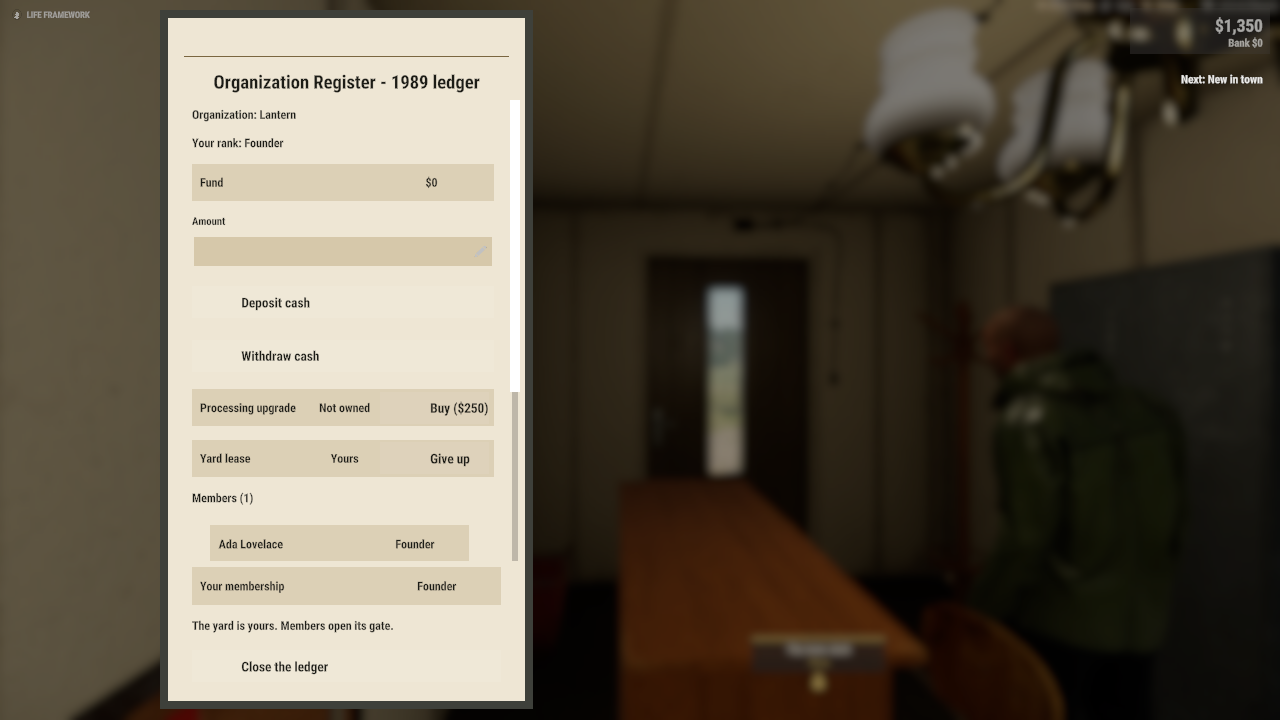 LIFE FRAMEWORK
$1,350
Bank $0
Next: New in town
Organization Register - 1989 ledger
Organization: Lantern
Your rank: Founder
Fund $0
Amount
Deposit cash
Withdraw cash
Processing upgrade Not owned Buy ($250)
Yard lease Yours Give up
Members (1)
Ada Lovelace Founder
Your membership Founder
The yard is yours. Members open its gate.
Close the ledger